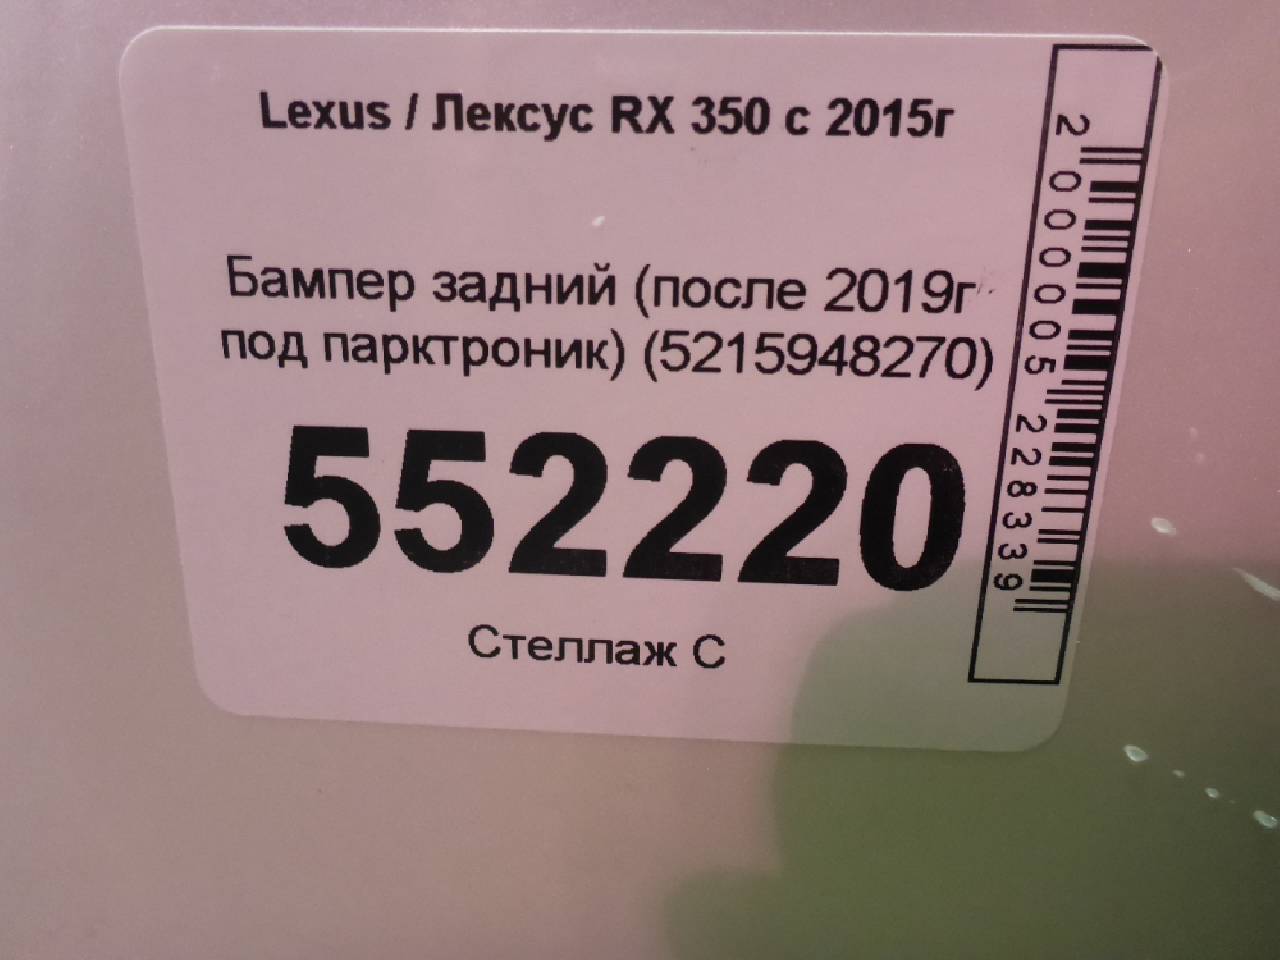 Lexus / Лексус RX 350 с 2015г
Бампер задний (после 2019г
под парктроник) (5215948270)
552220
Стеллаж С
2000005228339